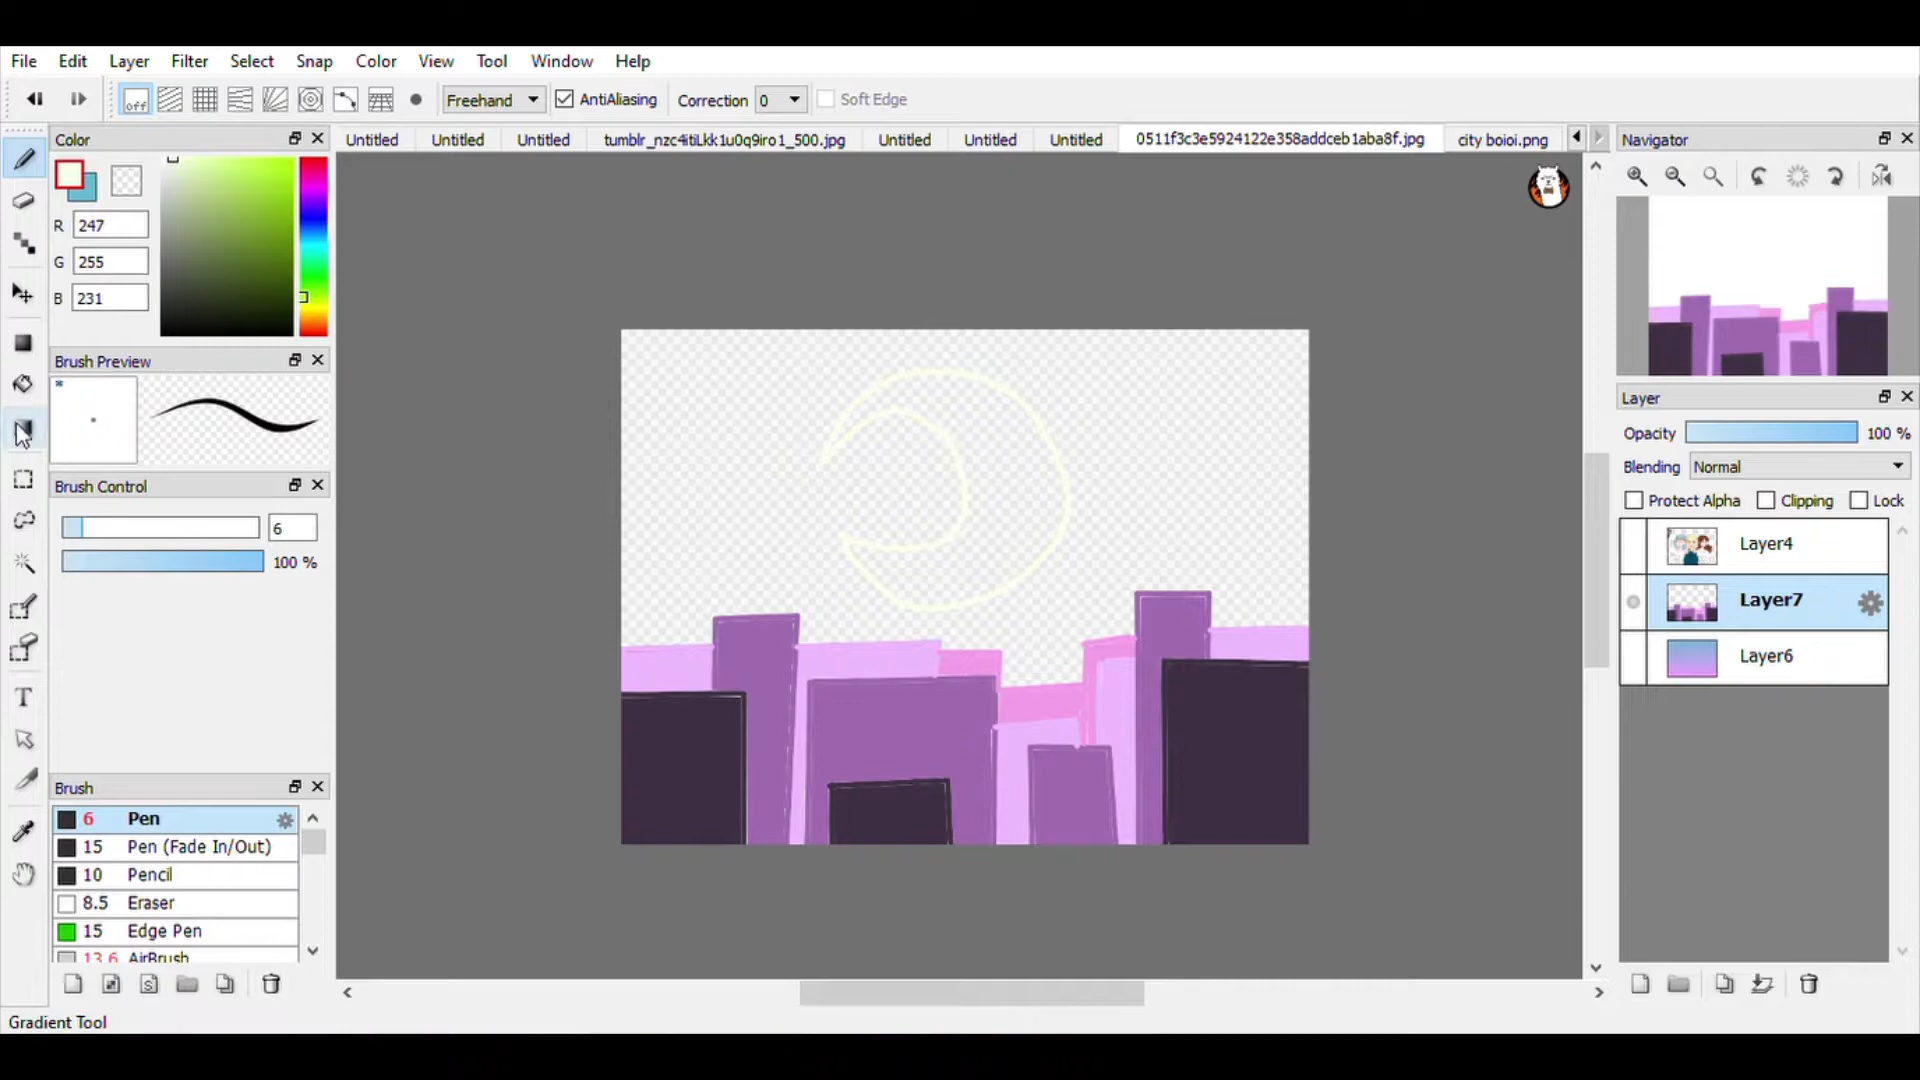 File Edit Layer Filter Select Snap Color View Tool Window Help
off Freehand AntiAliasing Correction 0 Soft Edge
Color
R 247
G 255
B 231
Brush Preview
Brush Control
6
100 %
Brush
6 Pen
15 Pen (Fade In/Out)
10 Pencil
8.5 Eraser
15 Edge Pen
13.6 AirBrush
T
Untitled Untitled Untitled tumblr_nzc4itiLkk1u0q9iro1_500.jpg Untitled Untitled Untitled 0511f3c3e5924122e358addceb1aba8f.jpg city boioi.png
Navigator
Layer
Opacity 100 %
Blending Normal
Protect Alpha Clipping Lock
Layer4
Layer7
Layer6
Gradient Tool